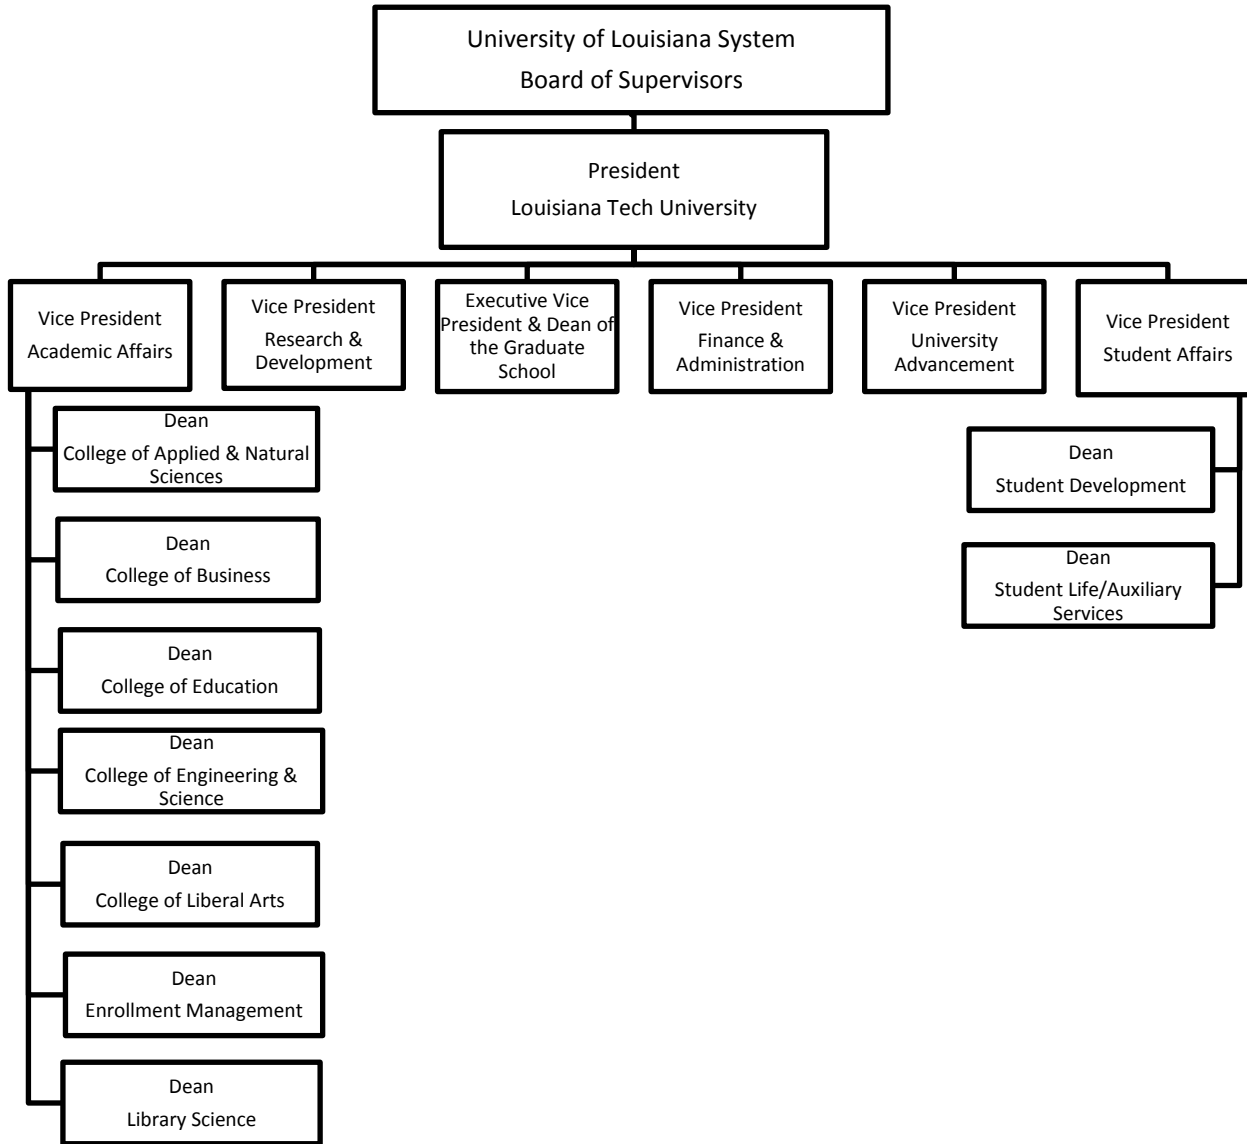 University of Louisiana System
Board of Supervisors
President
Louisiana Tech University
Vice President
Academic Affairs
Vice President
Research &
Development
Executive Vice
President & Dean of
the Graduate
School
Vice President
Finance &
Administration
Vice President
University
Advancement
Vice President
Student Affairs
Dean
College of Applied & Natural
Sciences
Dean
College of Business
Dean
College of Education
Dean
College of Engineering &
Science
Dean
College of Liberal Arts
Dean
Enrollment Management
Dean
Library Science
Dean
Student Development
Dean
Student Life/Auxiliary
Services